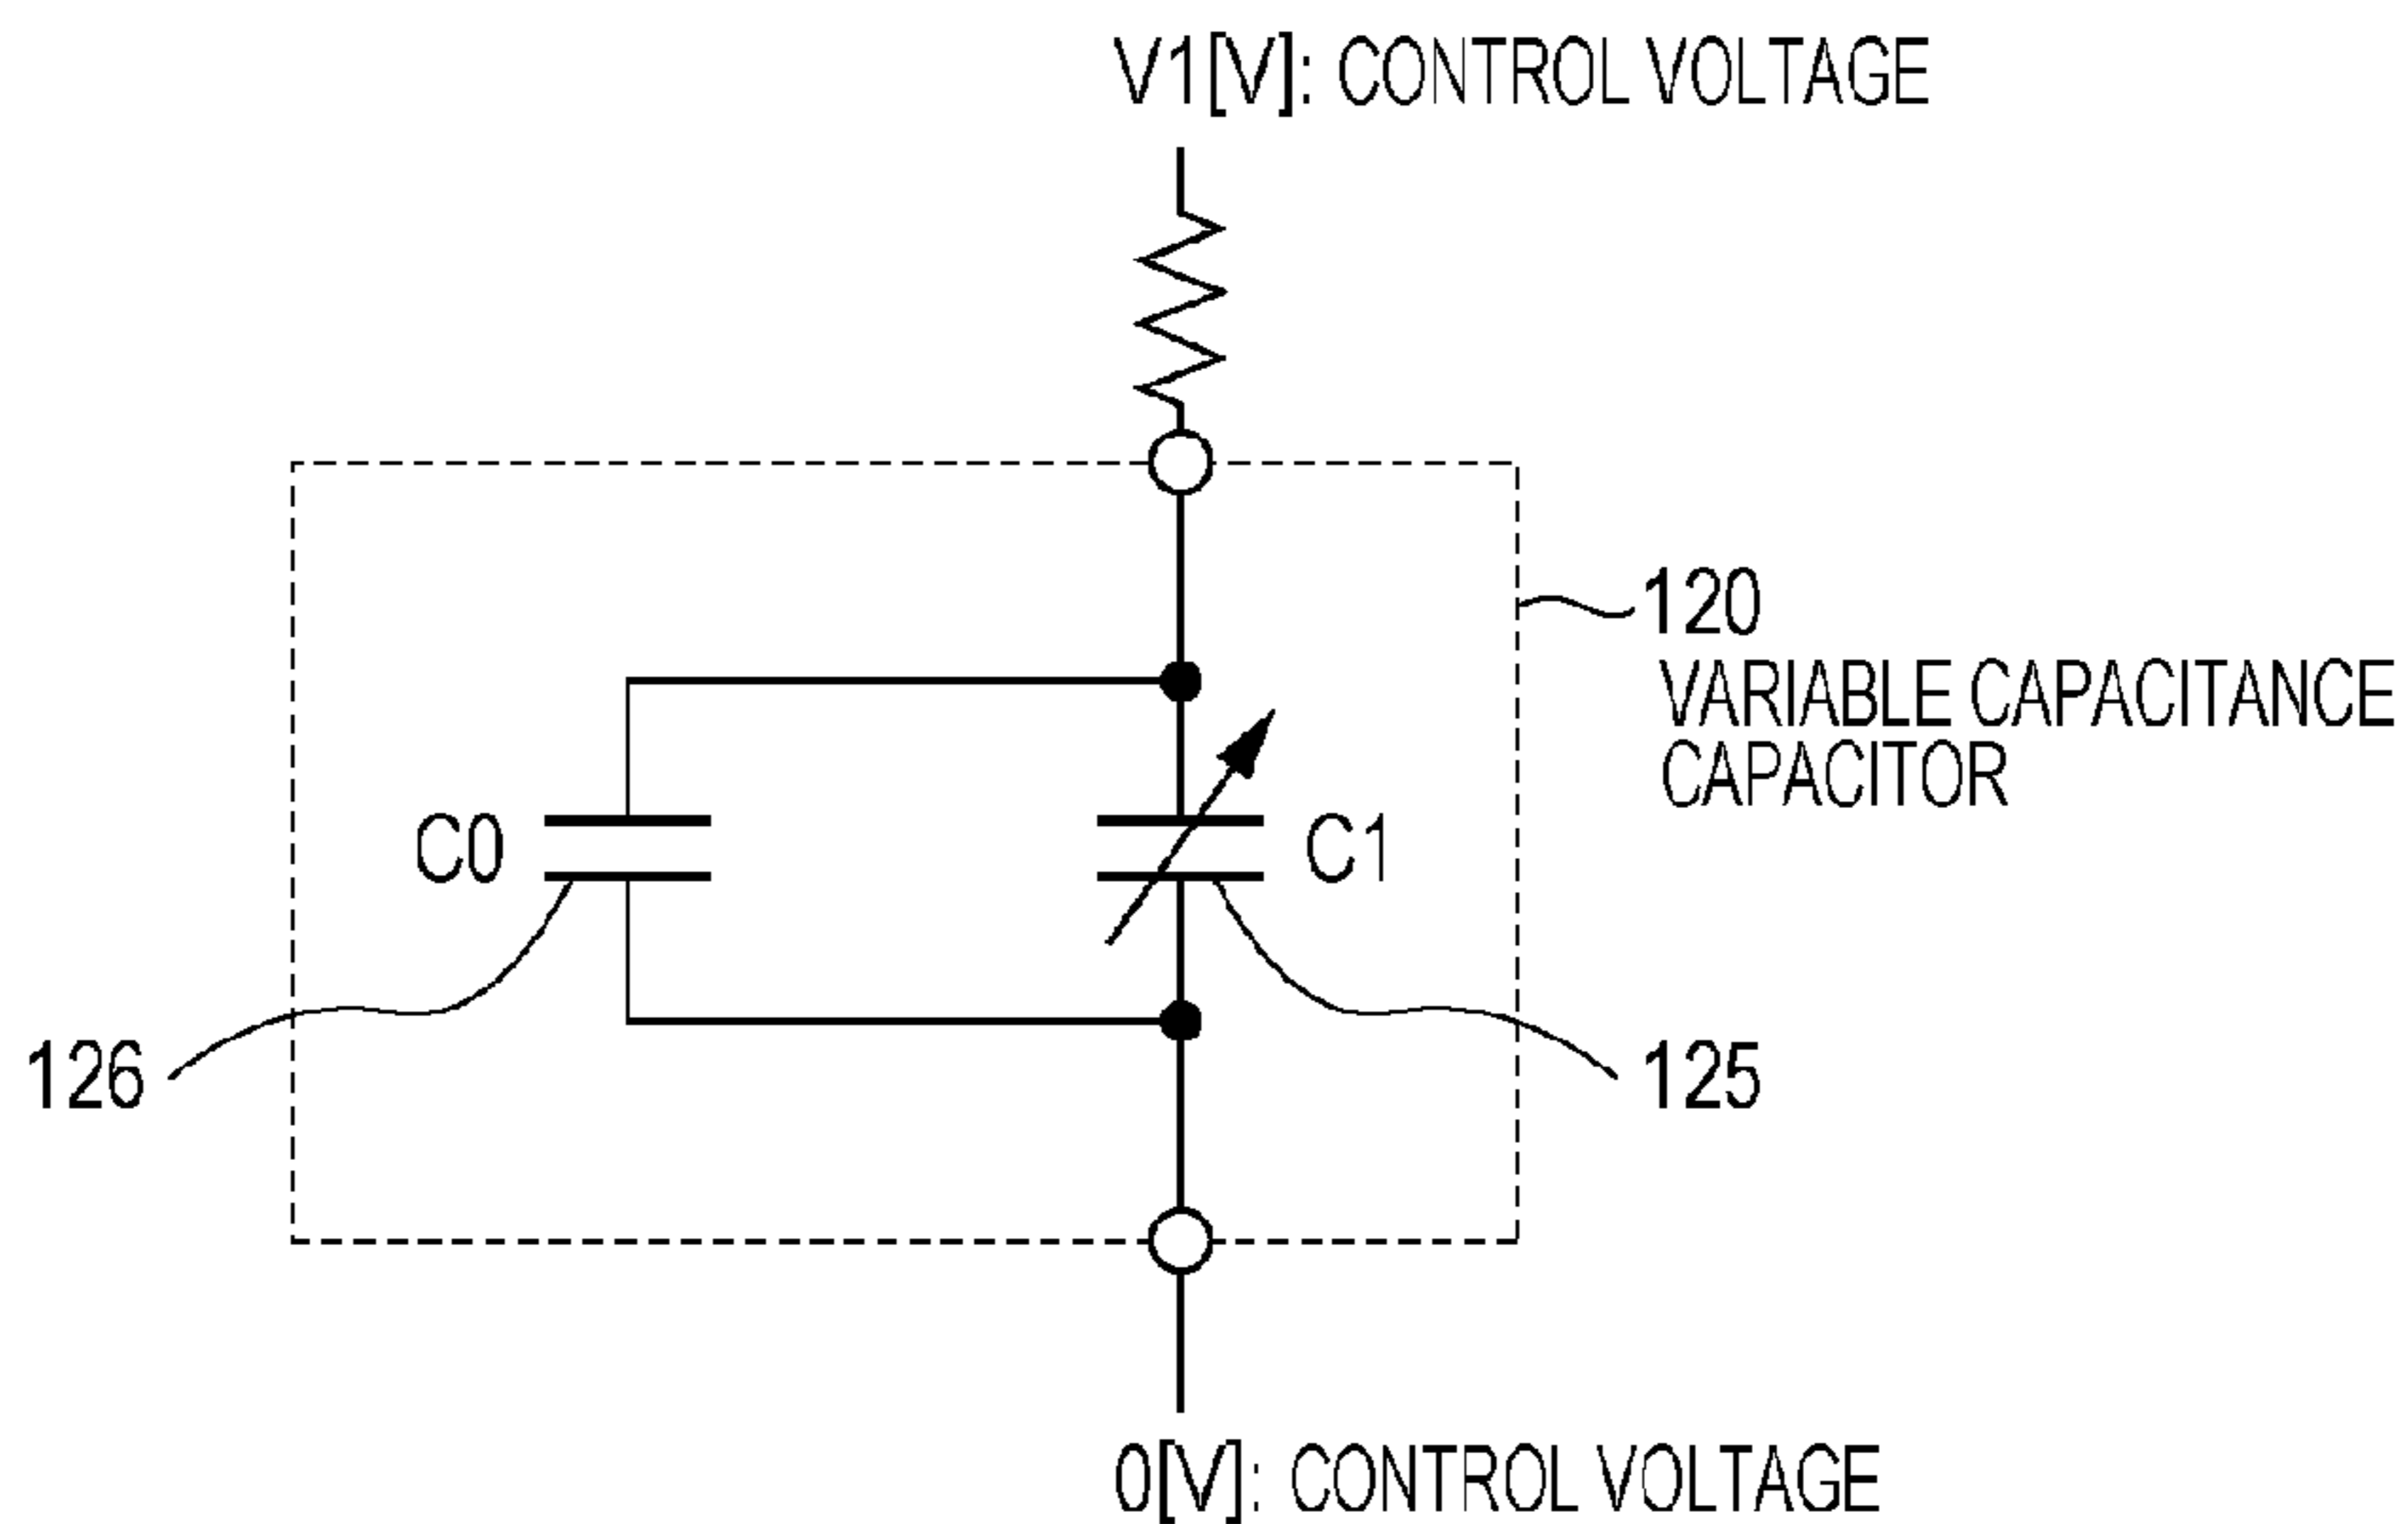 V1[V]: CONTROL VOLTAGE
120
VARIABLE CAPACITANCE
CAPACITOR
C0
C1
126
125
0[V]: CONTROL VOLTAGE